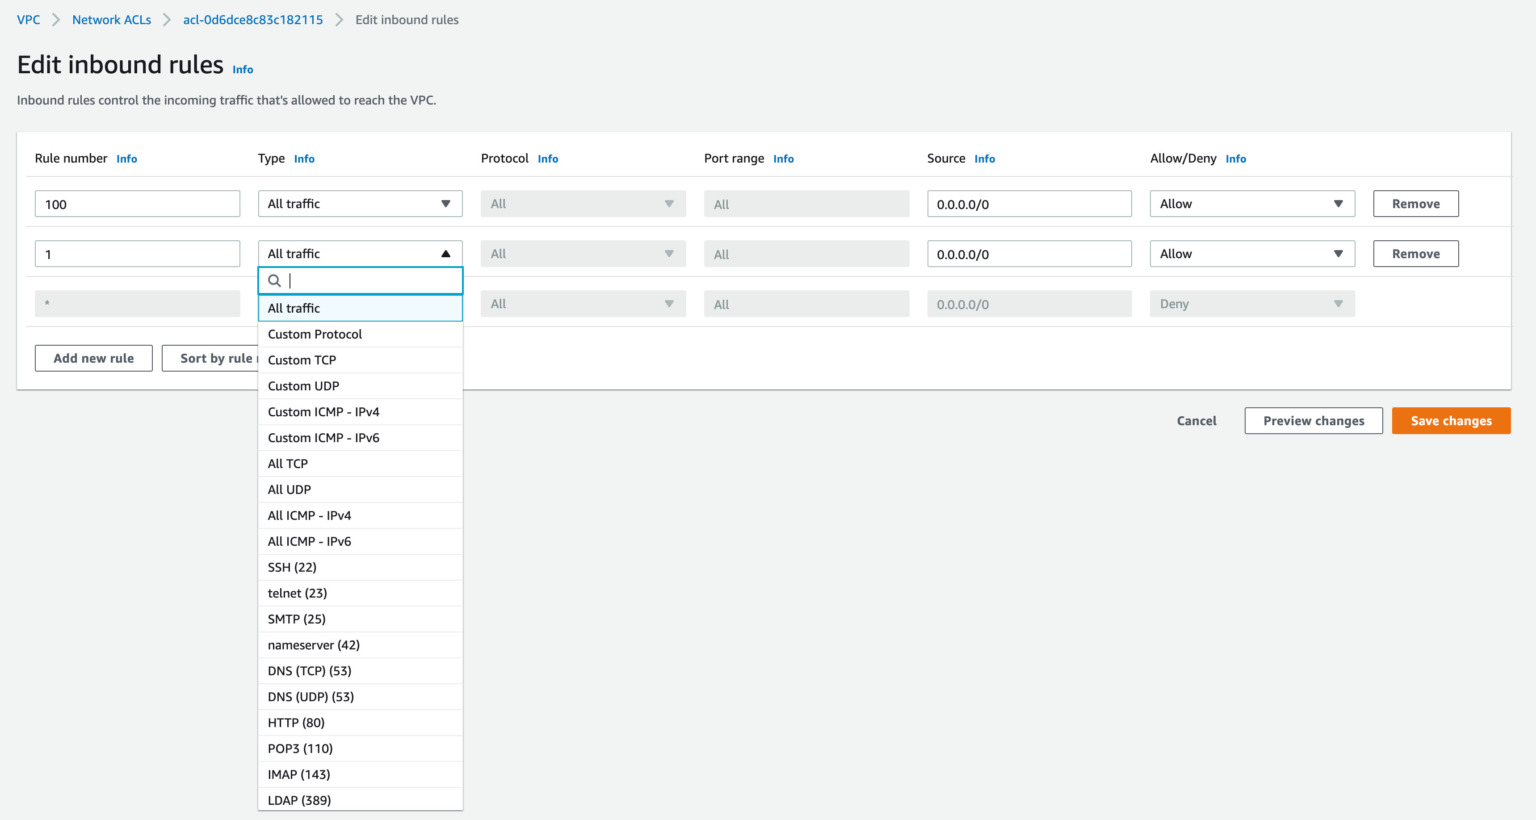 VPC > Network ACLs > acl-0d6dce8c83c182115 > Edit inbound rules
Edit inbound rules Info
Inbound rules control the incoming traffic that's allowed to reach the VPC.
Rule number Info Type Info Protocol Info Port range Info Source Info Allow/Deny Info
100 All traffic All All 0.0.0.0/0 Allow Remove
1 All traffic All All 0.0.0.0/0 Allow Remove
* All All 0.0.0.0/0 Deny
All traffic
Custom Protocol
Add new rule Sort by rule
Custom TCP
Custom UDP
Custom ICMP - IPv4
Cancel Preview changes Save changes
Custom ICMP - IPv6
All TCP
All UDP
All ICMP - IPv4
All ICMP - IPv6
SSH (22)
telnet (23)
SMTP (25)
nameserver (42)
DNS (TCP) (53)
DNS (UDP) (53)
HTTP (80)
POP3 (110)
IMAP (143)
LDAP (389)